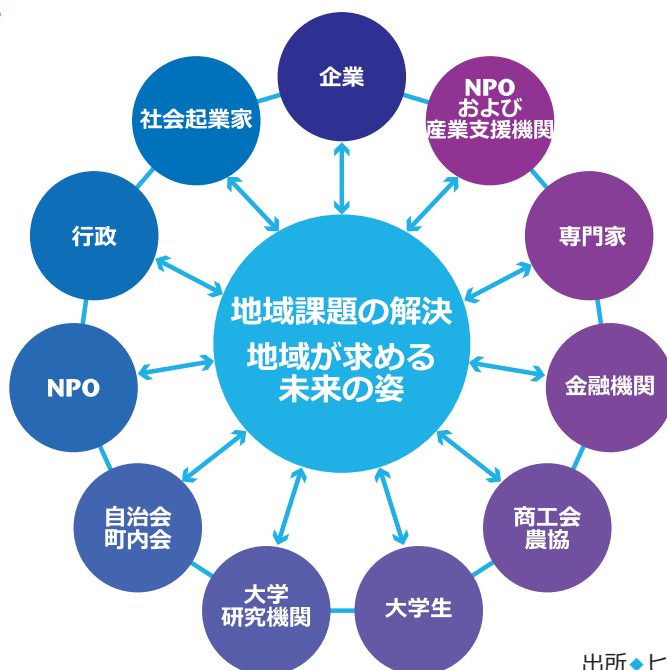 企業
NPO
および
産業支援機関
専門家
金融機関
商工会
農協
大学生
大学
研究機関
自治会
町内会
NPO
行政
社会起業家
地域課題の解決
地域が求める
未来の姿
出所◆ヒ